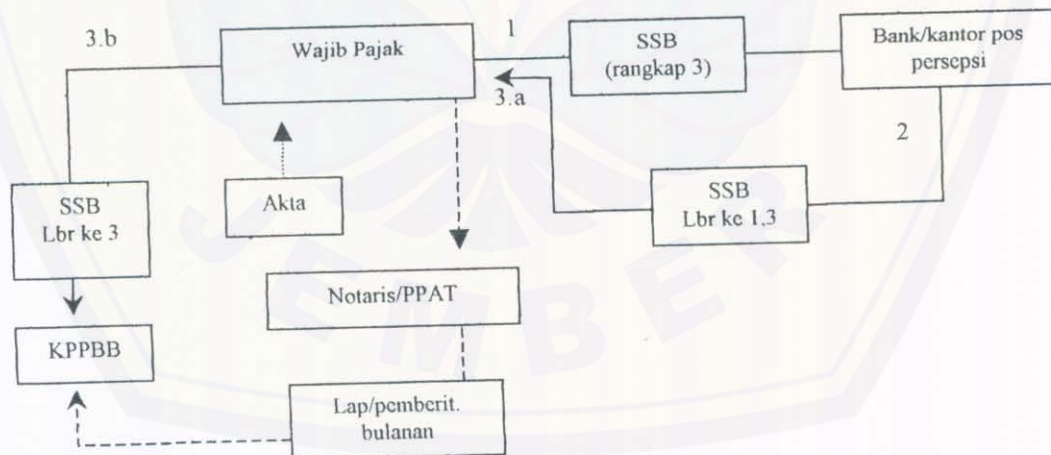 3.b
Wajib Pajak
1
SSB
(rangkap 3)
Bank/kantor pos
persepsi
3.a
2
SSB
Lbr ke 3
Akta
SSB
Lbr ke 1.3
Notaris/PPAT
KPPBB
Lap/pemberit.
bulanan
JEMBER